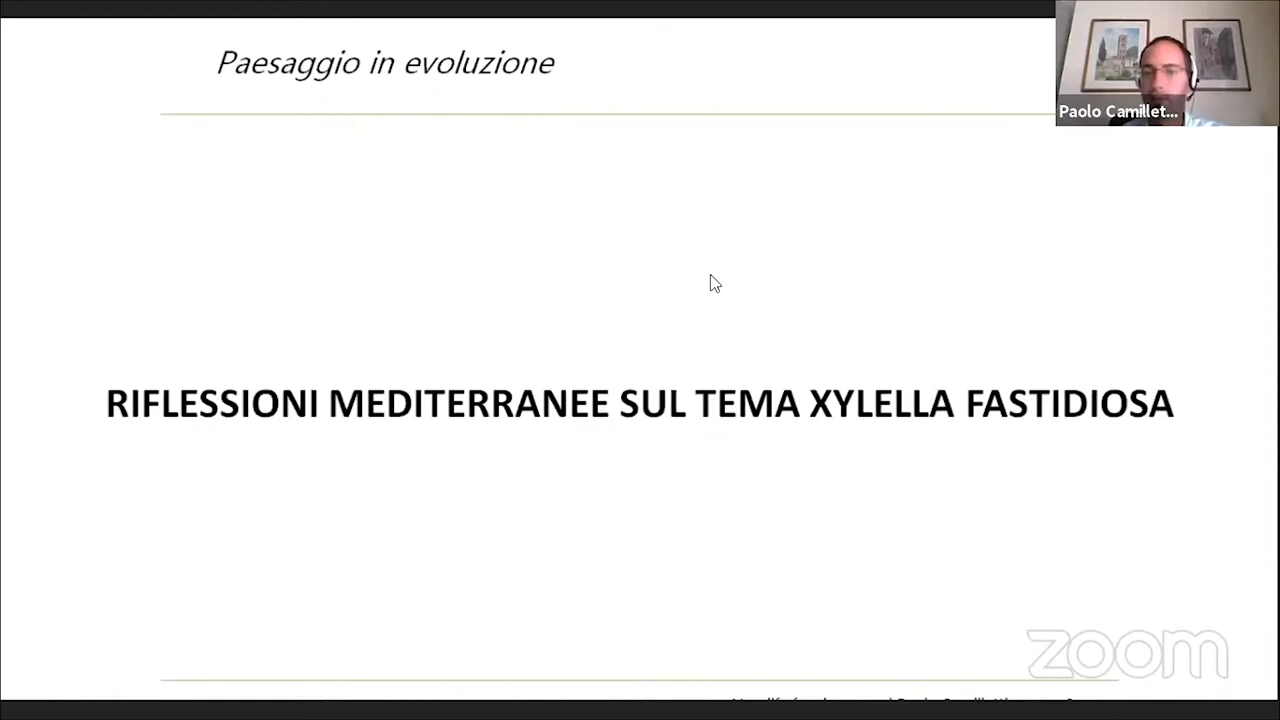 Paesaggio in evoluzione
Paolo Camillet...
RIFLESSIONI MEDITERRANEE SUL TEMA XYLELLA FASTIDIOSA
zoom